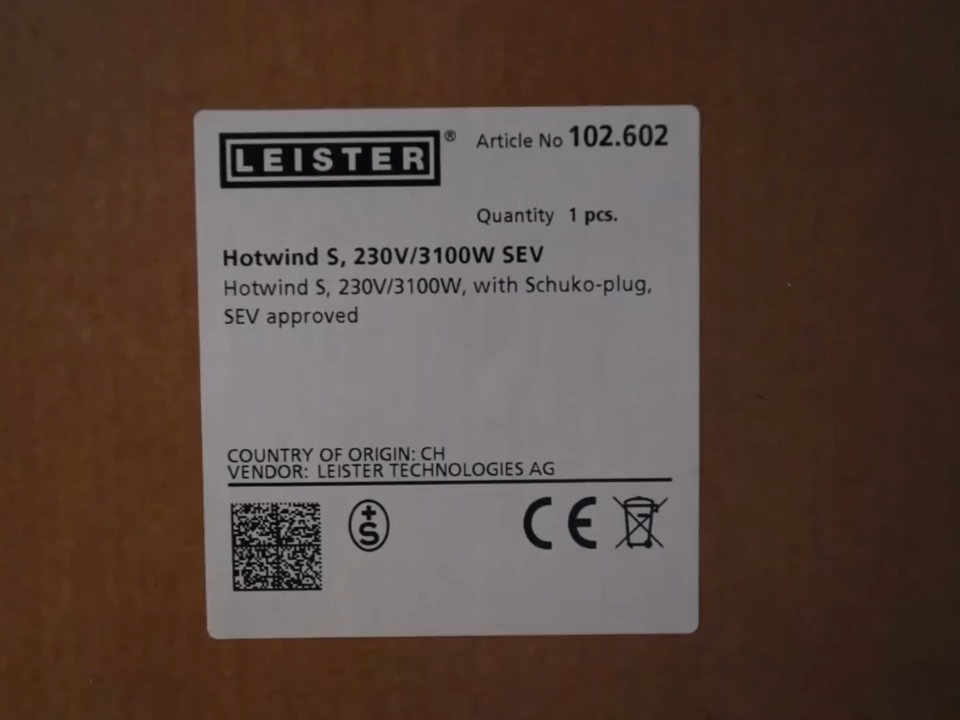 LEISTER®
Article No 102.602
Quantity 1 pcs.
Hotwind S, 230V/3100W SEV
Hotwind S, 230V/3100W, with Schuko-plug,
SEV approved
COUNTRY OF ORIGIN: CH
VENDOR: LEISTER TECHNOLOGIES AG
+S
CE